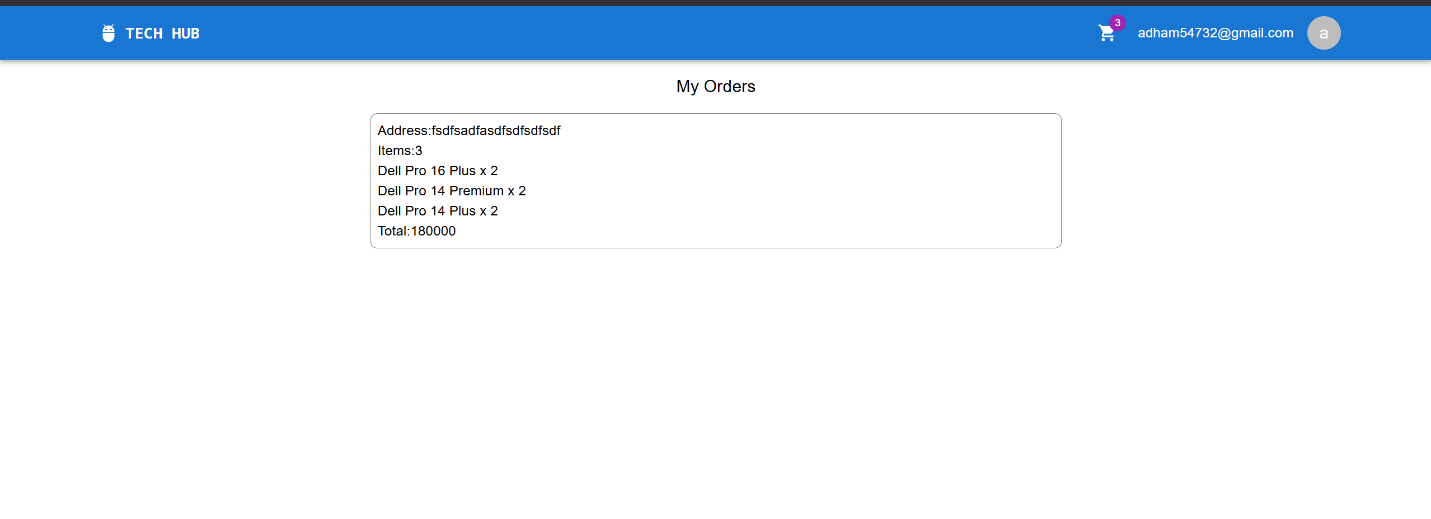 TECH HUB
3
adham54732@gmail.com
a
My Orders
Address:fsdfsadfasdfsdfsdfsdf
Items:3
Dell Pro 16 Plus x 2
Dell Pro 14 Premium x 2
Dell Pro 14 Plus x 2
Total:180000